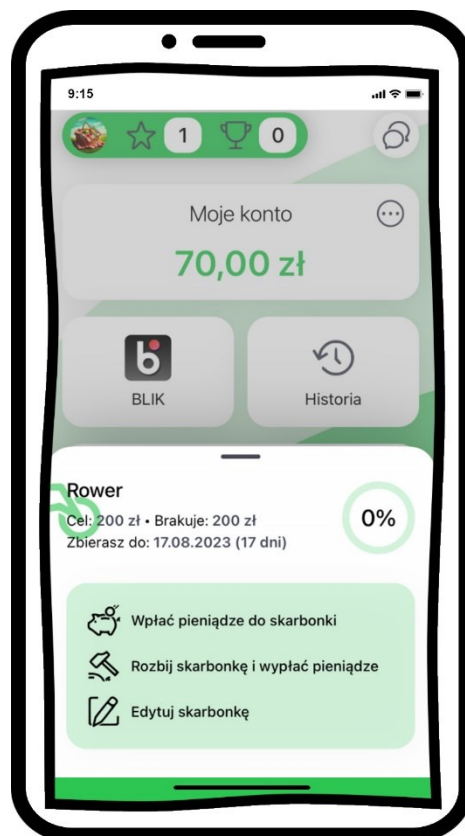 9:15
1 0
Moje konto
70,00 zł
BLIK Historia
Rower
Cel: 200 zł • Brakuje: 200 zł
Zbierasz do: 17.08.2023 (17 dni)
0%
Wpłać pieniądze do skarbonki
Rozbij skarbonkę i wypłać pieniądze
Edytuj skarbonkę